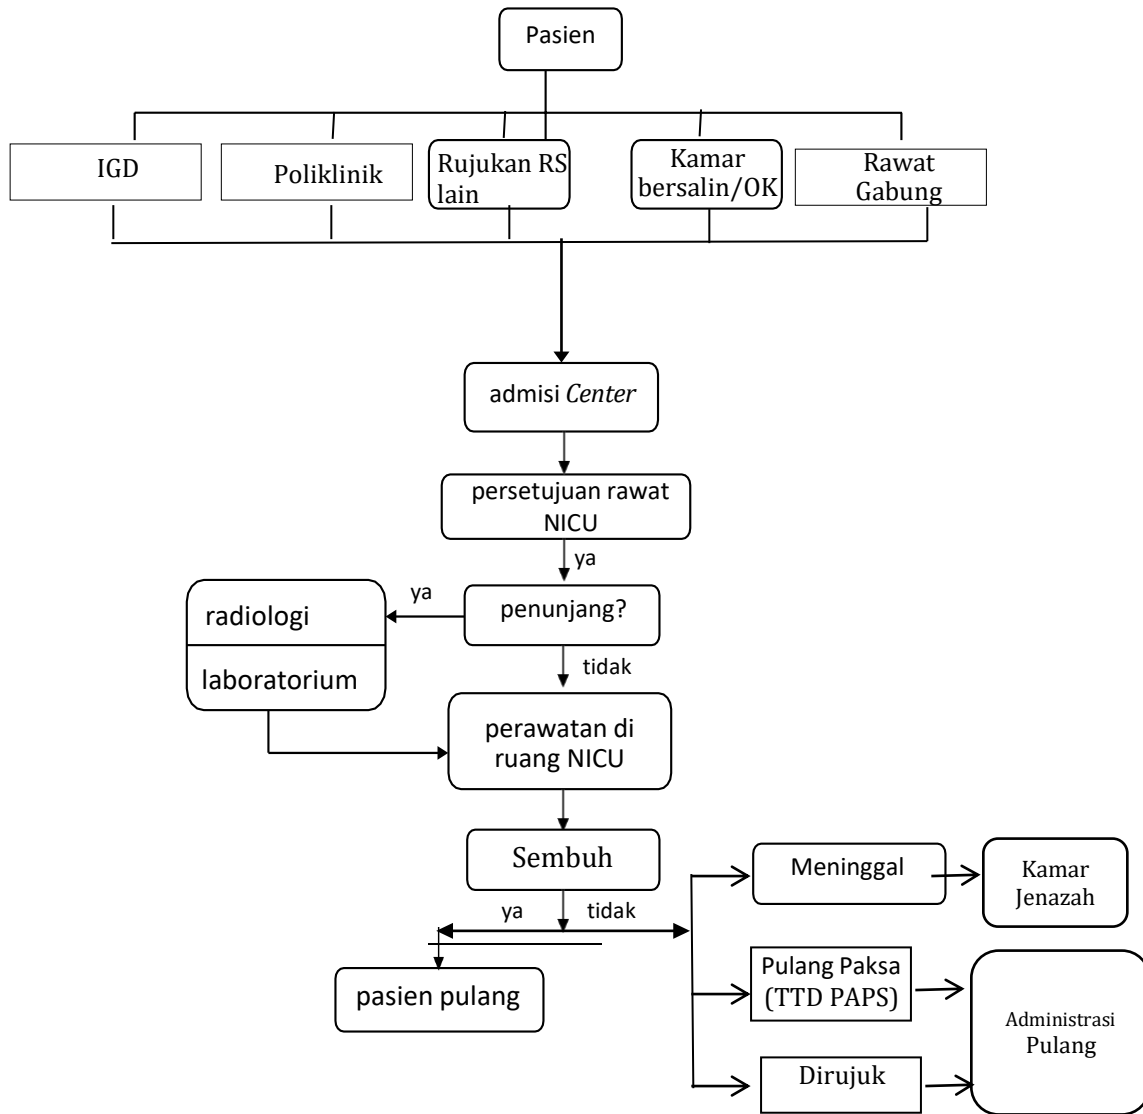 Pasien
IGD
Poliklinik
Rujukan RS
lain
Kamar
bersalin/OK
Rawat
Gabung
admisi Center
persetujuan rawat
NICU
ya
penunjang?
ya
radiologi
laboratorium
tidak
perawatan di
ruang NICU
Sembuh
ya
tidak
pasien pulang
Meninggal
Kamar
Jenazah
Pulang Paksa
(TTD PAPS)
Dirujuk
Administrasi
Pulang